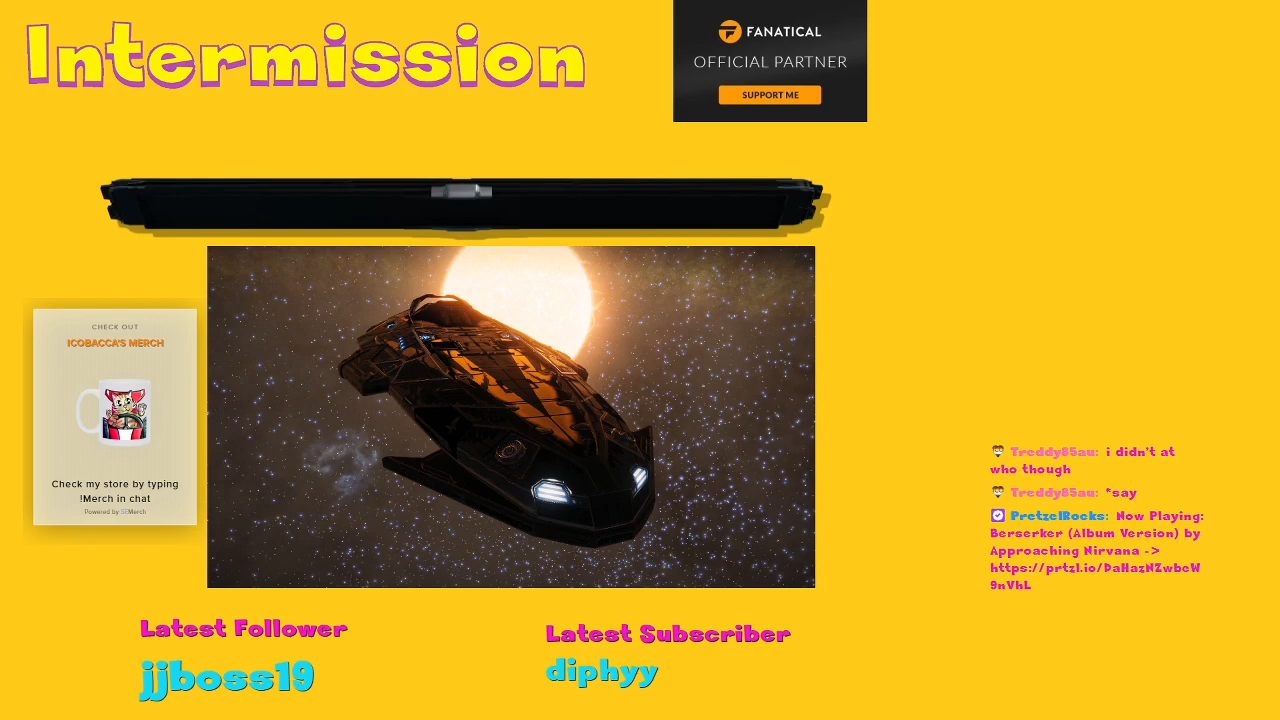 Intermission
FANATICAL
OFFICIAL PARTNER
SUPPORT ME
CHECK OUT
ICOBACCA'S MERCH
Check my store by typing
!Merch in chat
Powered by SEMerch
Treddy85au: i didn't at
who though
Treddy85au: *say
PretzelRocks: Now Playing:
Berserker (Album Version) by
Approaching Nirvana ->
https://prtzl.io/DaHazNZwbeW
9nVhL
Latest Follower
jjboss19
Latest Subscriber
diphyy